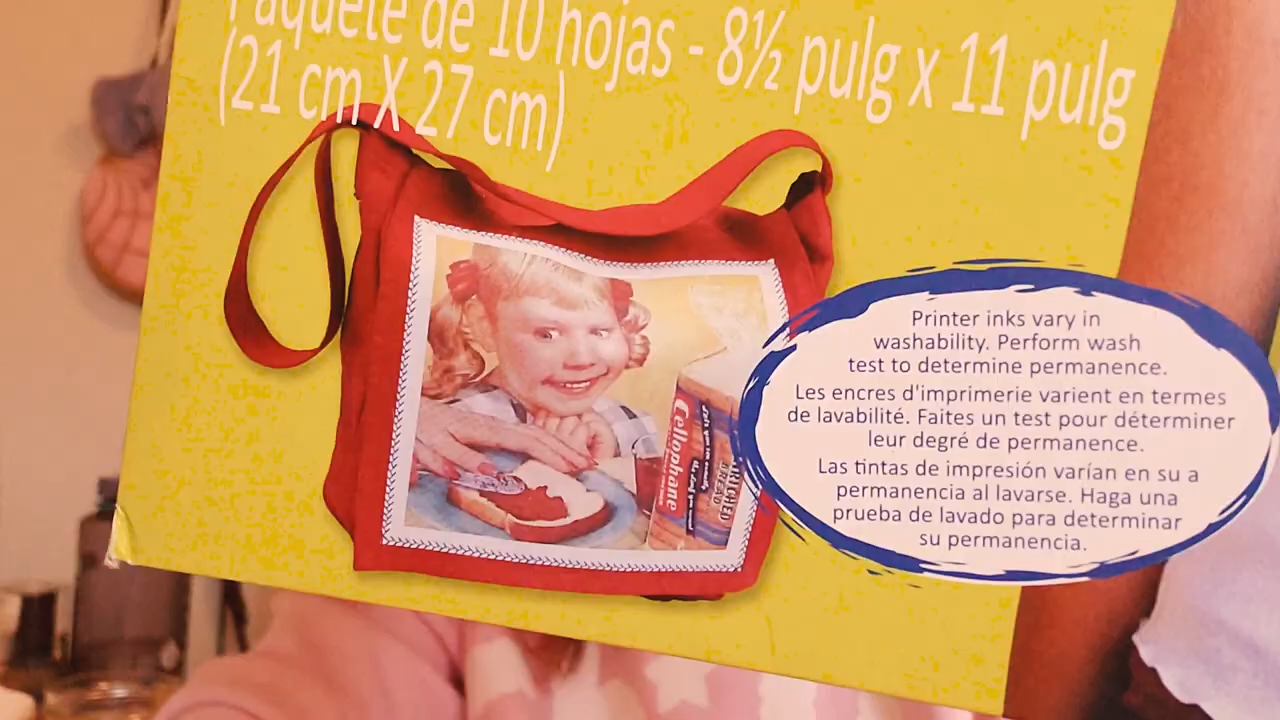 Paquete de 10 hojas - 8½ pulg x 11 pulg
(21 cm X 27 cm)
Printer inks vary in
washability. Perform wash
test to determine permanence.
Les encres d'imprimerie varient en termes
de lavabilité. Faites un test pour déterminer
leur degré de permanence.
Las tintas de impresión varían en su a
permanencia al lavarse. Haga una
prueba de lavado para determinar
su permanencia.
Cellophane
BREAD